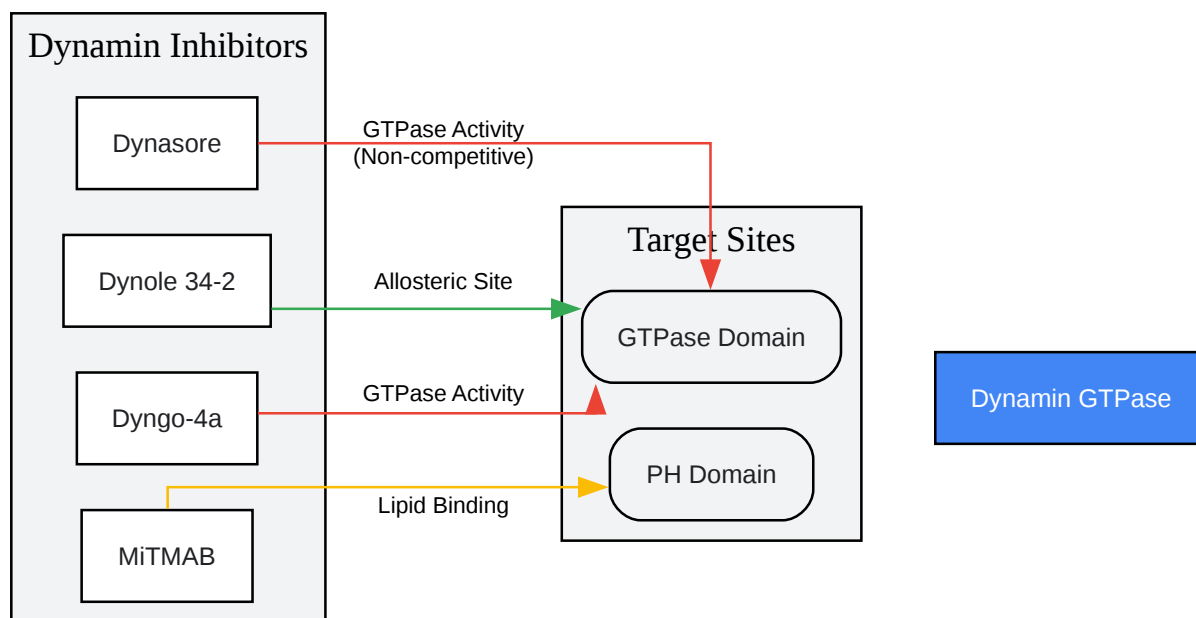 Dynamin Inhibitors
Dynasore
GTPase Activity
(Non-competitive)
Target Sites
Dynole 34-2
Allosteric Site
GTPase Domain
Dynamin GTPase
Dyngo-4a
GTPase Activity
PH Domain
Lipid Binding
MiTMAB